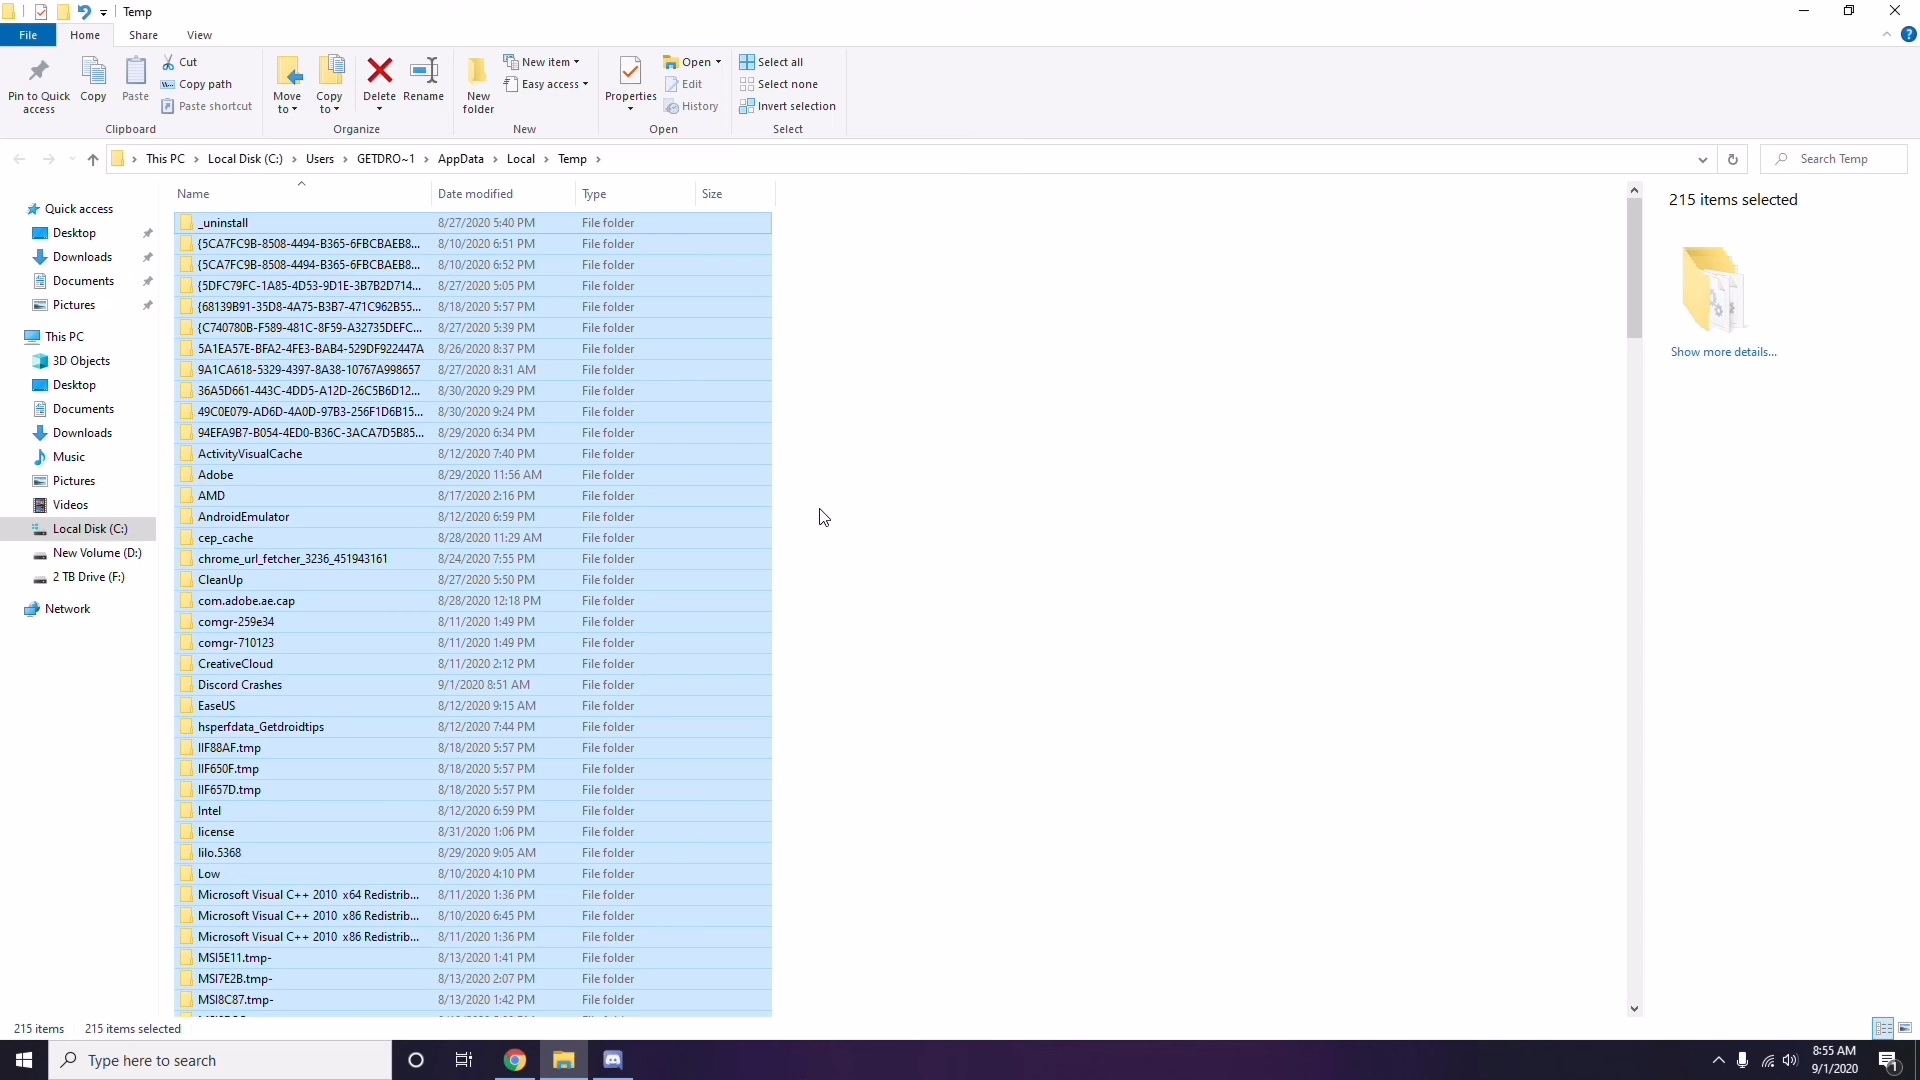 Temp
File Home Share View
Pin to Quick access
Copy
Paste
Cut
Copy path
Paste shortcut
Clipboard
Move to
Copy to
Delete
Rename
Organize
New folder
New item
Easy access
New
Properties
Open
Edit
History
Open
Select all
Select none
Invert selection
Select
This PC Local Disk (C:) Users GETDRO~1 AppData Local Temp
Search Temp
Quick access
Desktop
Downloads
Documents
Pictures
This PC
3D Objects
Desktop
Documents
Downloads
Music
Pictures
Videos
Local Disk (C:)
New Volume (D:)
2 TB Drive (F:)
Network
Name Date modified Type Size
_uninstall 8/27/2020 5:40 PM File folder
{5CA7FC9B-8508-4494-B365-6FBCBAEB8... 8/10/2020 6:51 PM File folder
{5CA7FC9B-8508-4494-B365-6FBCBAEB8... 8/10/2020 6:52 PM File folder
{5DFC79FC-1A85-4D53-9D1E-3B7B2D714... 8/27/2020 5:05 PM File folder
{68139B91-35D8-4A75-B3B7-471C962B55... 8/18/2020 5:57 PM File folder
{C740780B-F589-481C-8F59-A32735DEFC... 8/27/2020 5:39 PM File folder
5A1EA57E-BFA2-4FE3-BAB4-529DF922447A 8/26/2020 8:37 PM File folder
9A1CA618-5329-4397-8A38-10767A998657 8/27/2020 8:31 AM File folder
36A5D661-443C-4DD5-A12D-26C5B6D12... 8/30/2020 9:29 PM File folder
49C0E079-AD6D-4A0D-97B3-256F1D6B15... 8/30/2020 9:24 PM File folder
94EFA9B7-B054-4ED0-B36C-3ACA7D5B85... 8/29/2020 6:34 PM File folder
ActivityVisualCache 8/12/2020 7:40 PM File folder
Adobe 8/29/2020 11:56 AM File folder
AMD 8/17/2020 2:16 PM File folder
AndroidEmulator 8/12/2020 6:59 PM File folder
cep_cache 8/28/2020 11:29 AM File folder
chrome_url_fetcher_3236_451943161 8/24/2020 7:55 PM File folder
CleanUp 8/27/2020 5:50 PM File folder
com.adobe.ae.cap 8/28/2020 12:18 PM File folder
comgr-259e34 8/11/2020 1:49 PM File folder
comgr-710123 8/11/2020 1:49 PM File folder
CreativeCloud 8/11/2020 2:12 PM File folder
Discord Crashes 9/1/2020 8:51 AM File folder
EaseUS 8/12/2020 9:15 AM File folder
hsperfdata_Getdroidtips 8/12/2020 7:44 PM File folder
IIF88AF.tmp 8/18/2020 5:57 PM File folder
IIF650F.tmp 8/18/2020 5:57 PM File folder
IIF657D.tmp 8/18/2020 5:57 PM File folder
Intel 8/12/2020 6:59 PM File folder
license 8/31/2020 1:06 PM File folder
lilo.5368 8/29/2020 9:05 AM File folder
Low 8/10/2020 4:10 PM File folder
Microsoft Visual C++ 2010 x64 Redistrib... 8/11/2020 1:36 PM File folder
Microsoft Visual C++ 2010 x86 Redistrib... 8/10/2020 6:45 PM File folder
Microsoft Visual C++ 2010 x86 Redistrib... 8/11/2020 1:36 PM File folder
MSI5E11.tmp- 8/13/2020 1:41 PM File folder
MSI7E2B.tmp- 8/13/2020 2:07 PM File folder
MSI8C87.tmp- 8/13/2020 1:42 PM File folder
215 items selected
Show more details...
215 items 215 items selected
Type here to search
8:55 AM
9/1/2020
1